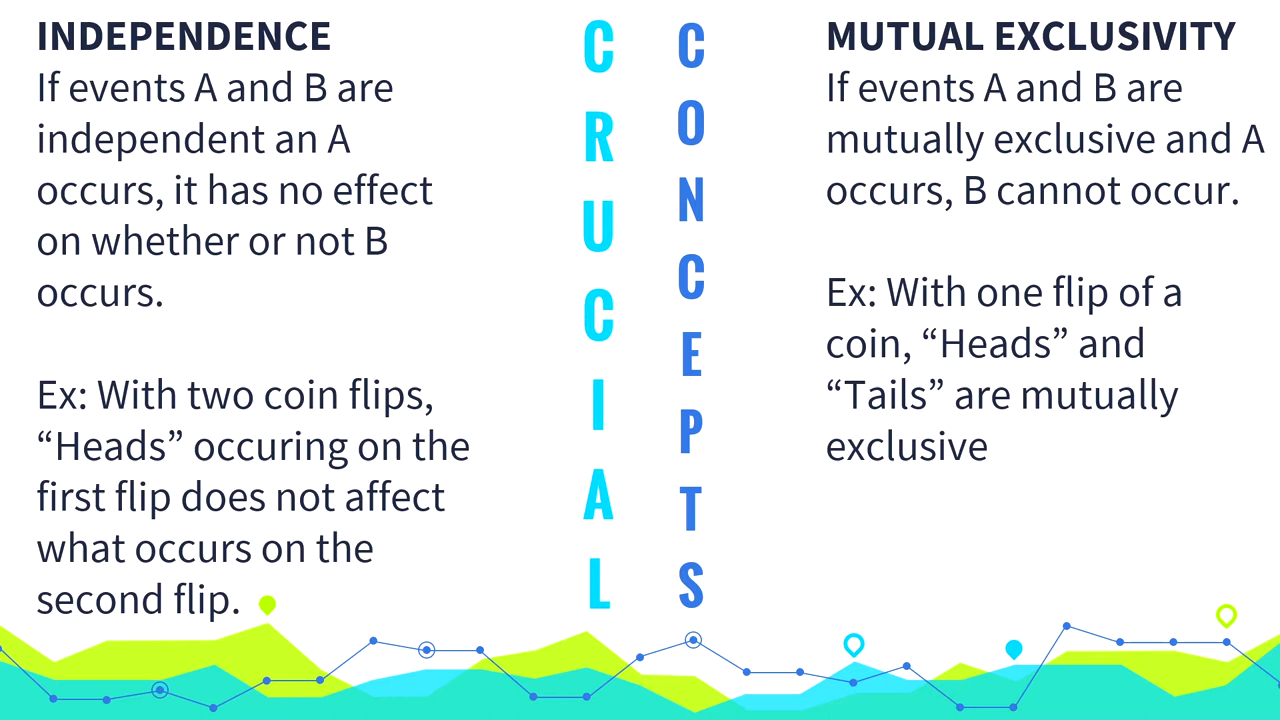 INDEPENDENCE
If events A and B are
independent an A
occurs, it has no effect
on whether or not B
occurs.
Ex: With two coin flips,
“Heads” occuring on the
first flip does not affect
what occurs on the
second flip.
CRUCIAL
CONCEPTS
MUTUAL EXCLUSIVITY
If events A and B are
mutually exclusive and A
occurs, B cannot occur.
Ex: With one flip of a
coin, “Heads” and
“Tails” are mutually
exclusive